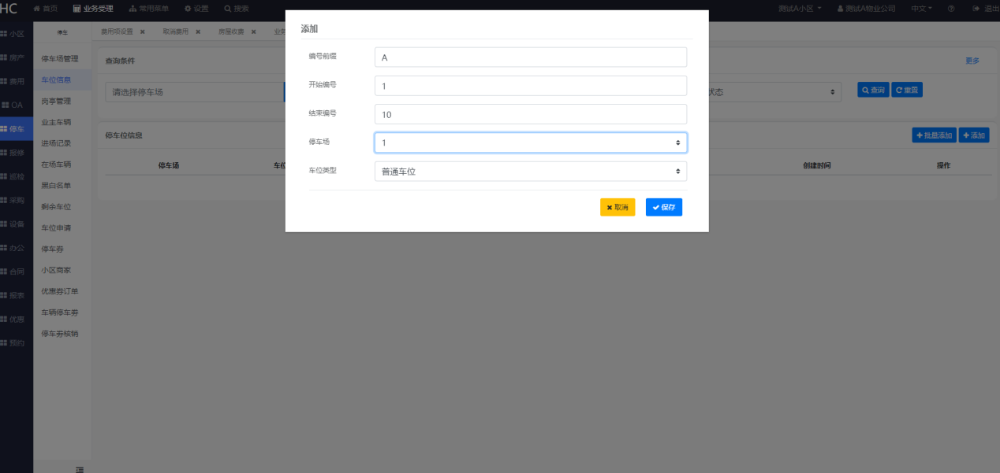 HC 首页 业务受理 常用菜单 设置 搜索 测试A小区 测试A物业公司 中文 退出
小区
房产
费用
OA
停车
报修
巡检
采购
设备
办公
合同
报表
优惠
预约
停车
停车场管理
车位信息
岗亭管理
业主车辆
进场记录
在场车辆
黑白名单
剩余车位
车位申请
停车券
小区商家
优惠券订单
车辆停车券
停车券核销
费用项设置 取消费用 房屋收费 业务
查询条件 更多
请选择停车场 状态 查询 重置
停车位信息 批量添加 添加
停车场 车位 创建时间 操作
添加
编号前缀 A
开始编号 1
结束编号 10
停车场 1
车位类型 普通车位
取消 保存